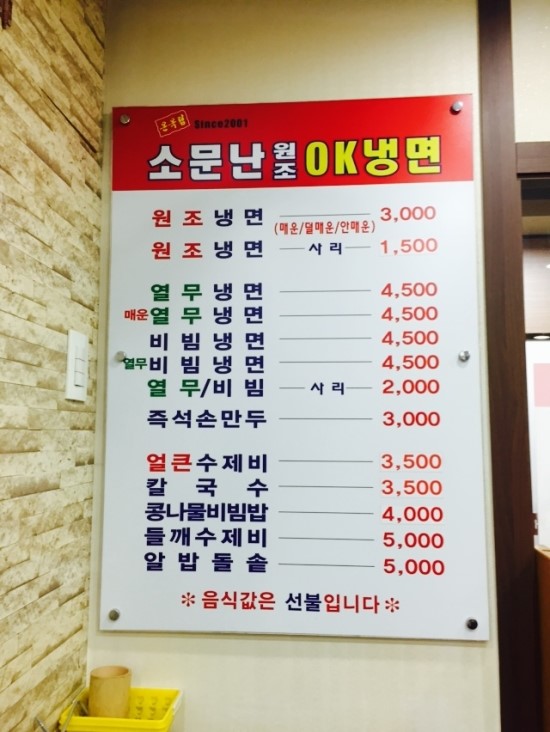 홍두깨 Since2001
소문난 원조 OK냉면
원조냉면 3,000
(매운/덜매운/안매운)
원조냉면 사리 1,500
열무냉면 4,500
매운열무냉면 4,500
비빔냉면 4,500
열무비빔냉면 4,500
열무/비빔 사리 2,000
즉석손만두 3,000
얼큰수제비 3,500
칼국수 3,500
콩나물비빔밥 4,000
들깨수제비 5,000
알밥돌솥 5,000
※음식값은 선불입니다※